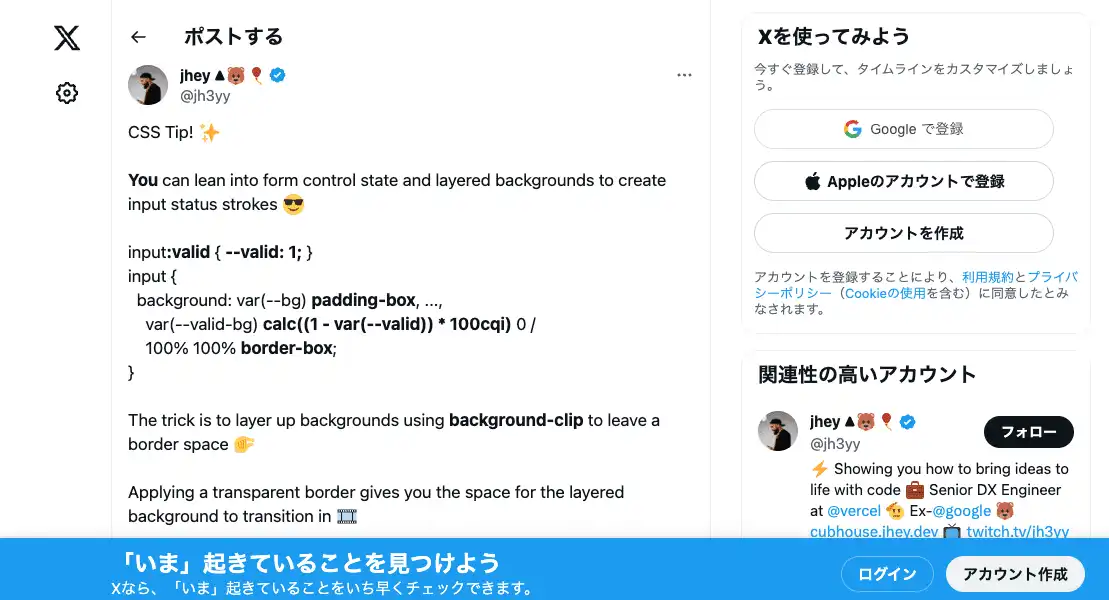 ポストする
jhey ▲🐻🎈
@jh3yy
CSS Tip! ✨
You can lean into form control state and layered backgrounds to create
input status strokes 😎
input:valid { --valid: 1; }
input {
background: var(--bg) padding-box, ...,
var(--valid-bg) calc((1 - var(--valid)) * 100cqi) 0 /
100% 100% border-box;
}
The trick is to layer up backgrounds using background-clip to leave a
border space 🫳
Applying a transparent border gives you the space for the layered
background to transition in 🎞️
Xを使ってみよう
今すぐ登録して、タイムラインをカスタマイズしましょ
う。
Google で登録
Appleのアカウントで登録
アカウントを作成
アカウントを登録することにより、利用規約とプライバ
シーポリシー（Cookieの使用を含む）に同意したとみ
なされます。
関連性の高いアカウント
jhey ▲🐻🎈
@jh3yy
フォロー
⚡ Showing you how to bring ideas to
life with code 💼 Senior DX Engineer
at @vercel 🫡 Ex-@google 🐻
cubhouse.jhey.dev 📺 twitch.tv/jh3yy
「いま」起きていることを見つけよう
Xなら、「いま」起きていることをいち早くチェックできます。
ログイン
アカウント作成